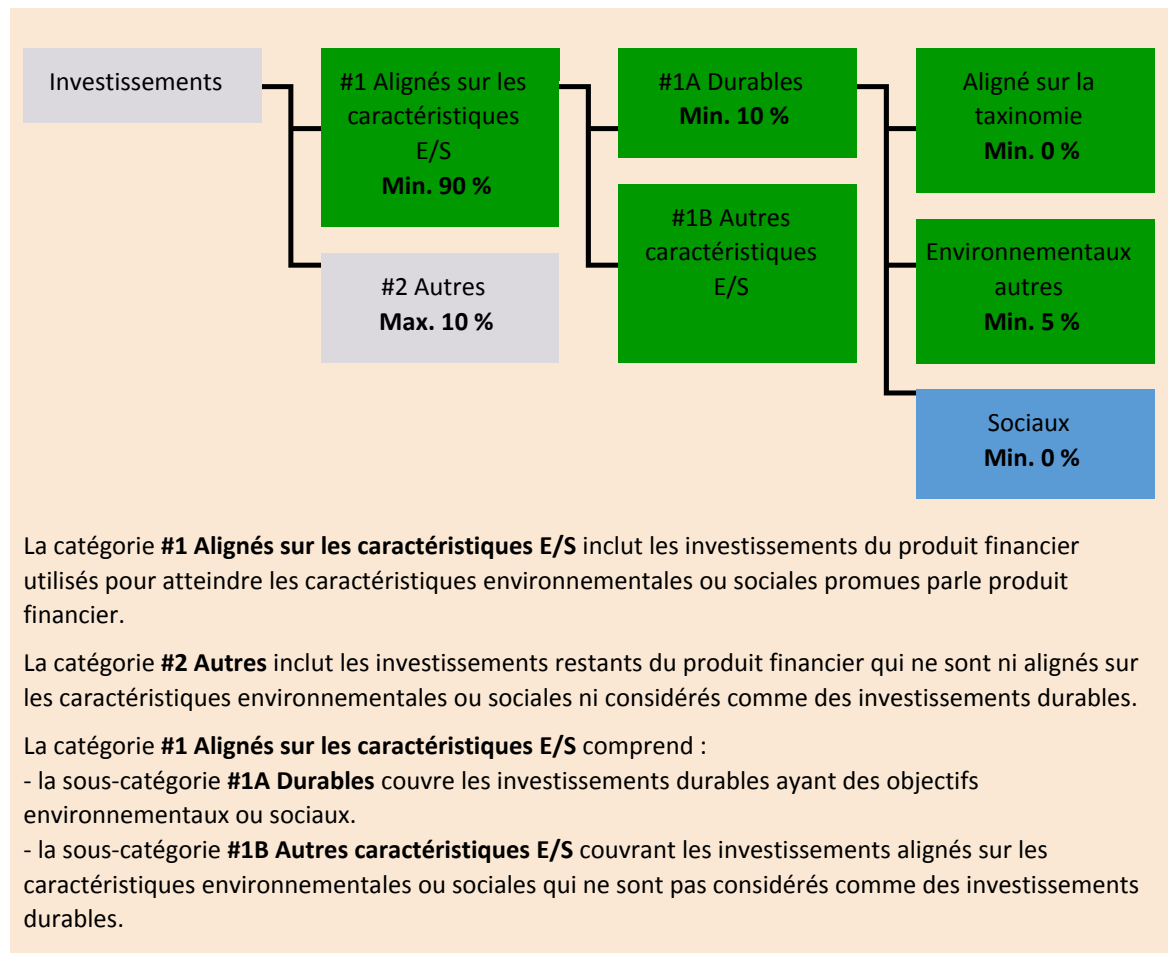 Investissements
#1 Alignés sur les
caractéristiques
E/S
Min. 90 %
#2 Autres
Max. 10 %
#1A Durables
Min. 10 %
#1B Autres
caractéristiques
E/S
Aligné sur la
taxinomie
Min. 0 %
Environnementaux
autres
Min. 5 %
Sociaux
Min. 0 %
La catégorie #1 Alignés sur les caractéristiques E/S inclut les investissements du produit financier
utilisés pour atteindre les caractéristiques environnementales ou sociales promues parle produit
financier.
La catégorie #2 Autres inclut les investissements restants du produit financier qui ne sont ni alignés sur
les caractéristiques environnementales ou sociales ni considérés comme des investissements durables.
La catégorie #1 Alignés sur les caractéristiques E/S comprend :
- la sous-catégorie #1A Durables couvre les investissements durables ayant des objectifs
environnementaux ou sociaux.
- la sous-catégorie #1B Autres caractéristiques E/S couvrant les investissements alignés sur les
caractéristiques environnementales ou sociales qui ne sont pas considérés comme des investissements
durables.